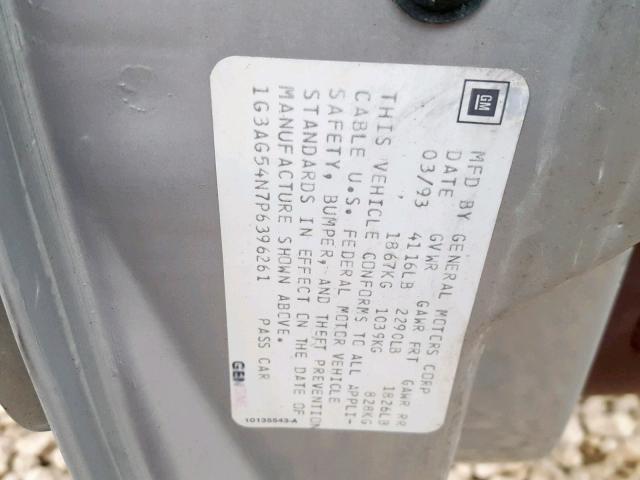 GM
MFD BY GENERAL MOTORS CORP
DATE GVWR GAWR FRT GAWR RR
03/93 4116LB 2290LB 1826LB
, 1867KG 1039KG 828KG
THIS VEHICLE CONFORMS TO ALL APPLI-
CABLE U.S. FEDERAL MOTOR VEHICLE
SAFETY, BUMPER, AND THEFT PREVENTION
STANDARDS IN EFFECT ON THE DATE OF
MANUFACTURE SHOWN ABOVE.
1G3AG54N7P6396261 PASS CAR
10135543-A